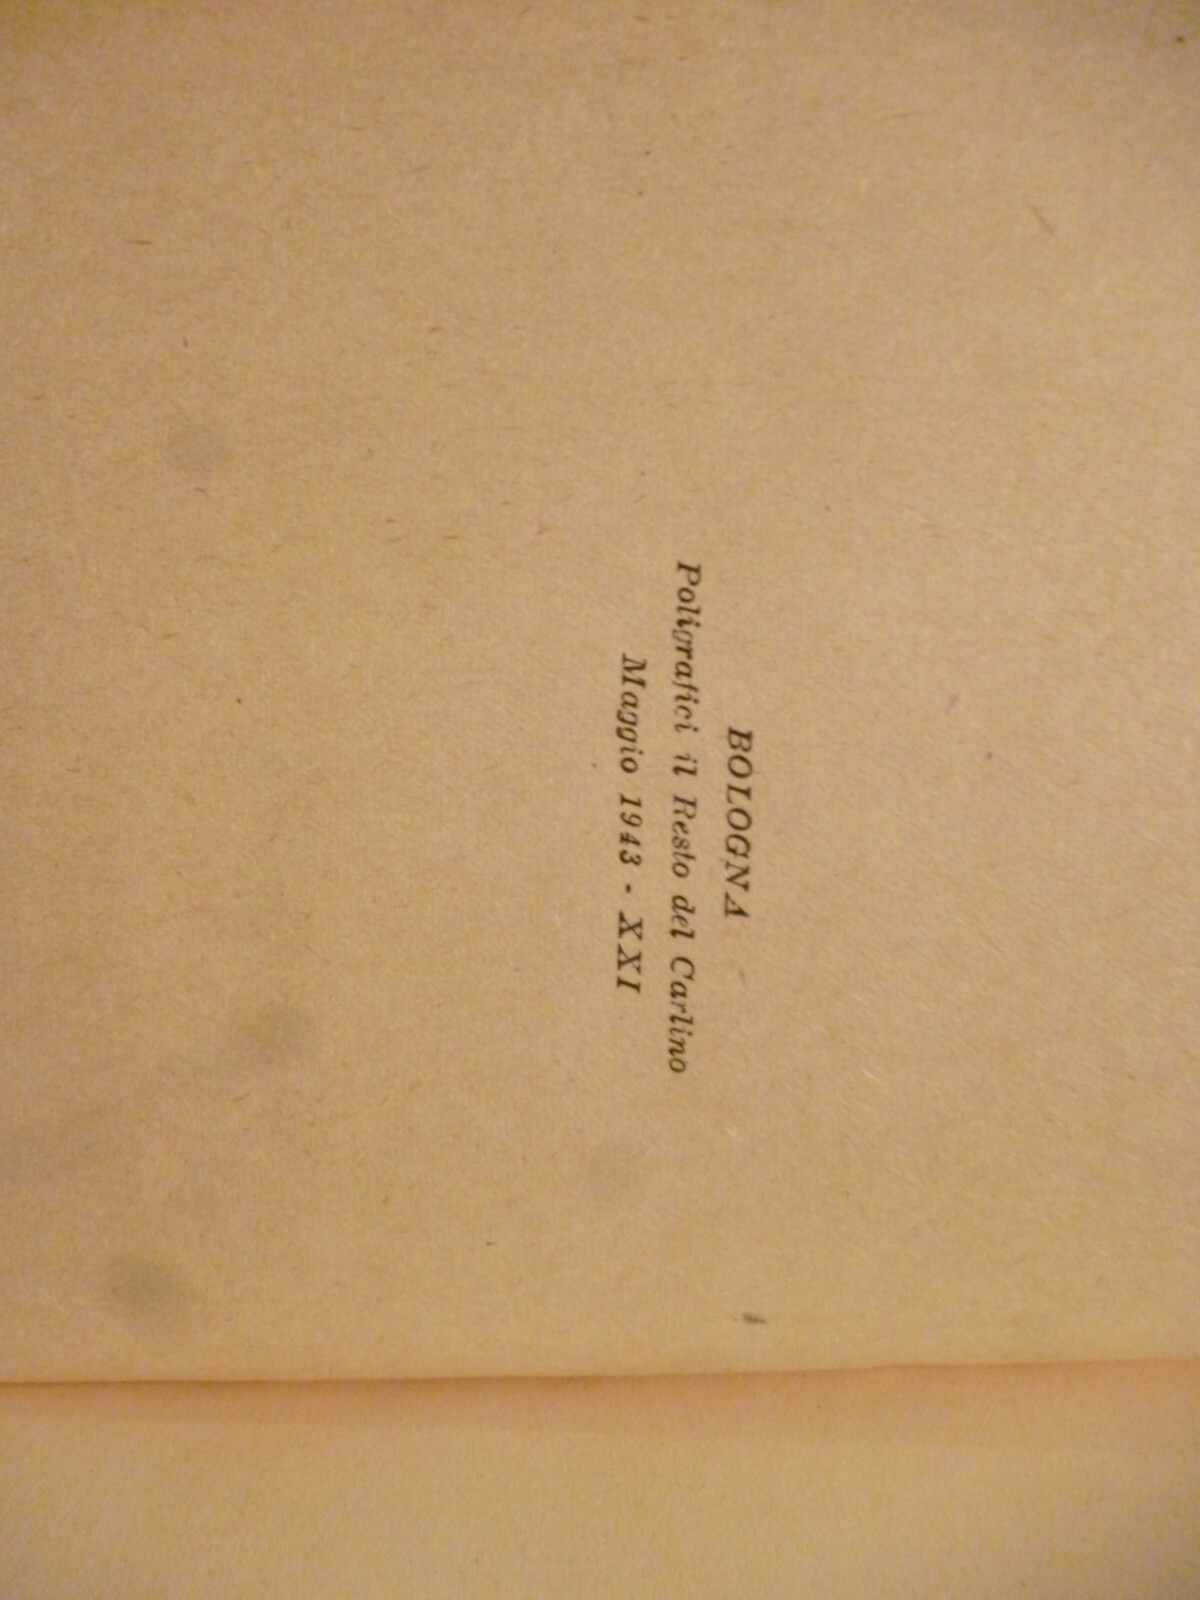 BOLOGNA
Poligrafici il Resto del Carlino
Maggio 1943 - XXI